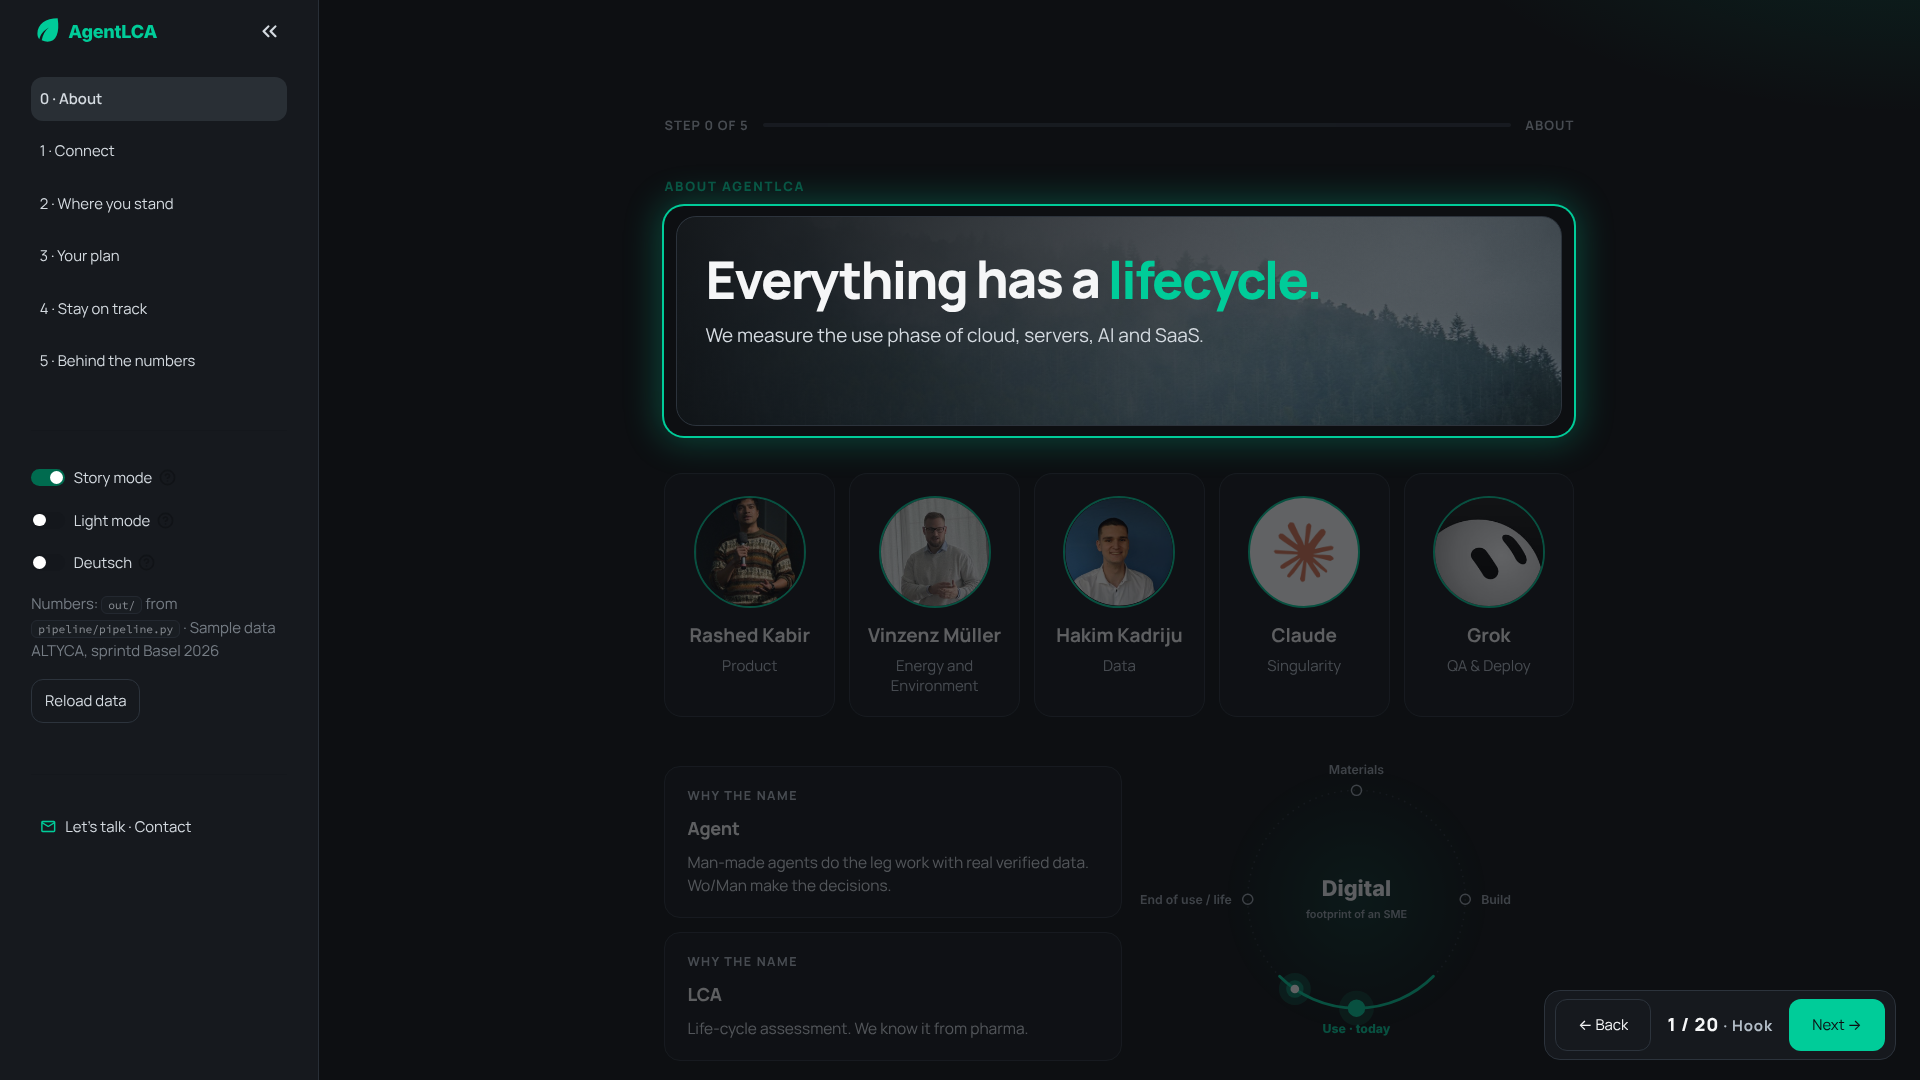 AgentLCA
0 · About
1 · Connect
2 · Where you stand
3 · Your plan
4 · Stay on track
5 · Behind the numbers
Story mode
Light mode
Deutsch
Numbers: out/ from
pipeline/pipeline.py · Sample data
ALTYCA, sprintd Basel 2026
Reload data
Let's talk · Contact
STEP 0 OF 5
ABOUT
ABOUT AGENTLCA
Everything has a lifecycle.
We measure the use phase of cloud, servers, AI and SaaS.
Rashed Kabir
Product
Vinzenz Müller
Energy and
Environment
Hakim Kadriju
Data
Claude
Singularity
Grok
QA & Deploy
WHY THE NAME
Agent
Man-made agents do the leg work with real verified data.
Wo/Man make the decisions.
WHY THE NAME
LCA
Life-cycle assessment. We know it from pharma.
Materials
End of use / life
Digital
footprint of an SME
Build
Use · today
← Back
1 / 20 · Hook
Next →